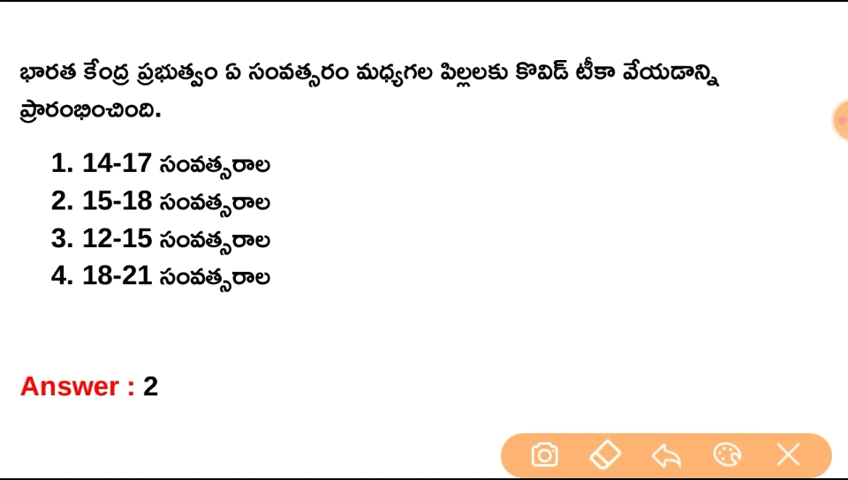 భారత కేంద్ర ప్రభుత్వం ఏ సంవత్సరం మధ్యగల పిల్లలకు కొవిడ్ టీకా వేయడాన్ని
ప్రారంభించింది.
1. 14-17 సంవత్సరాల
2. 15-18 సంవత్సరాల
3. 12-15 సంవత్సరాల
4. 18-21 సంవత్సరాల
Answer : 2